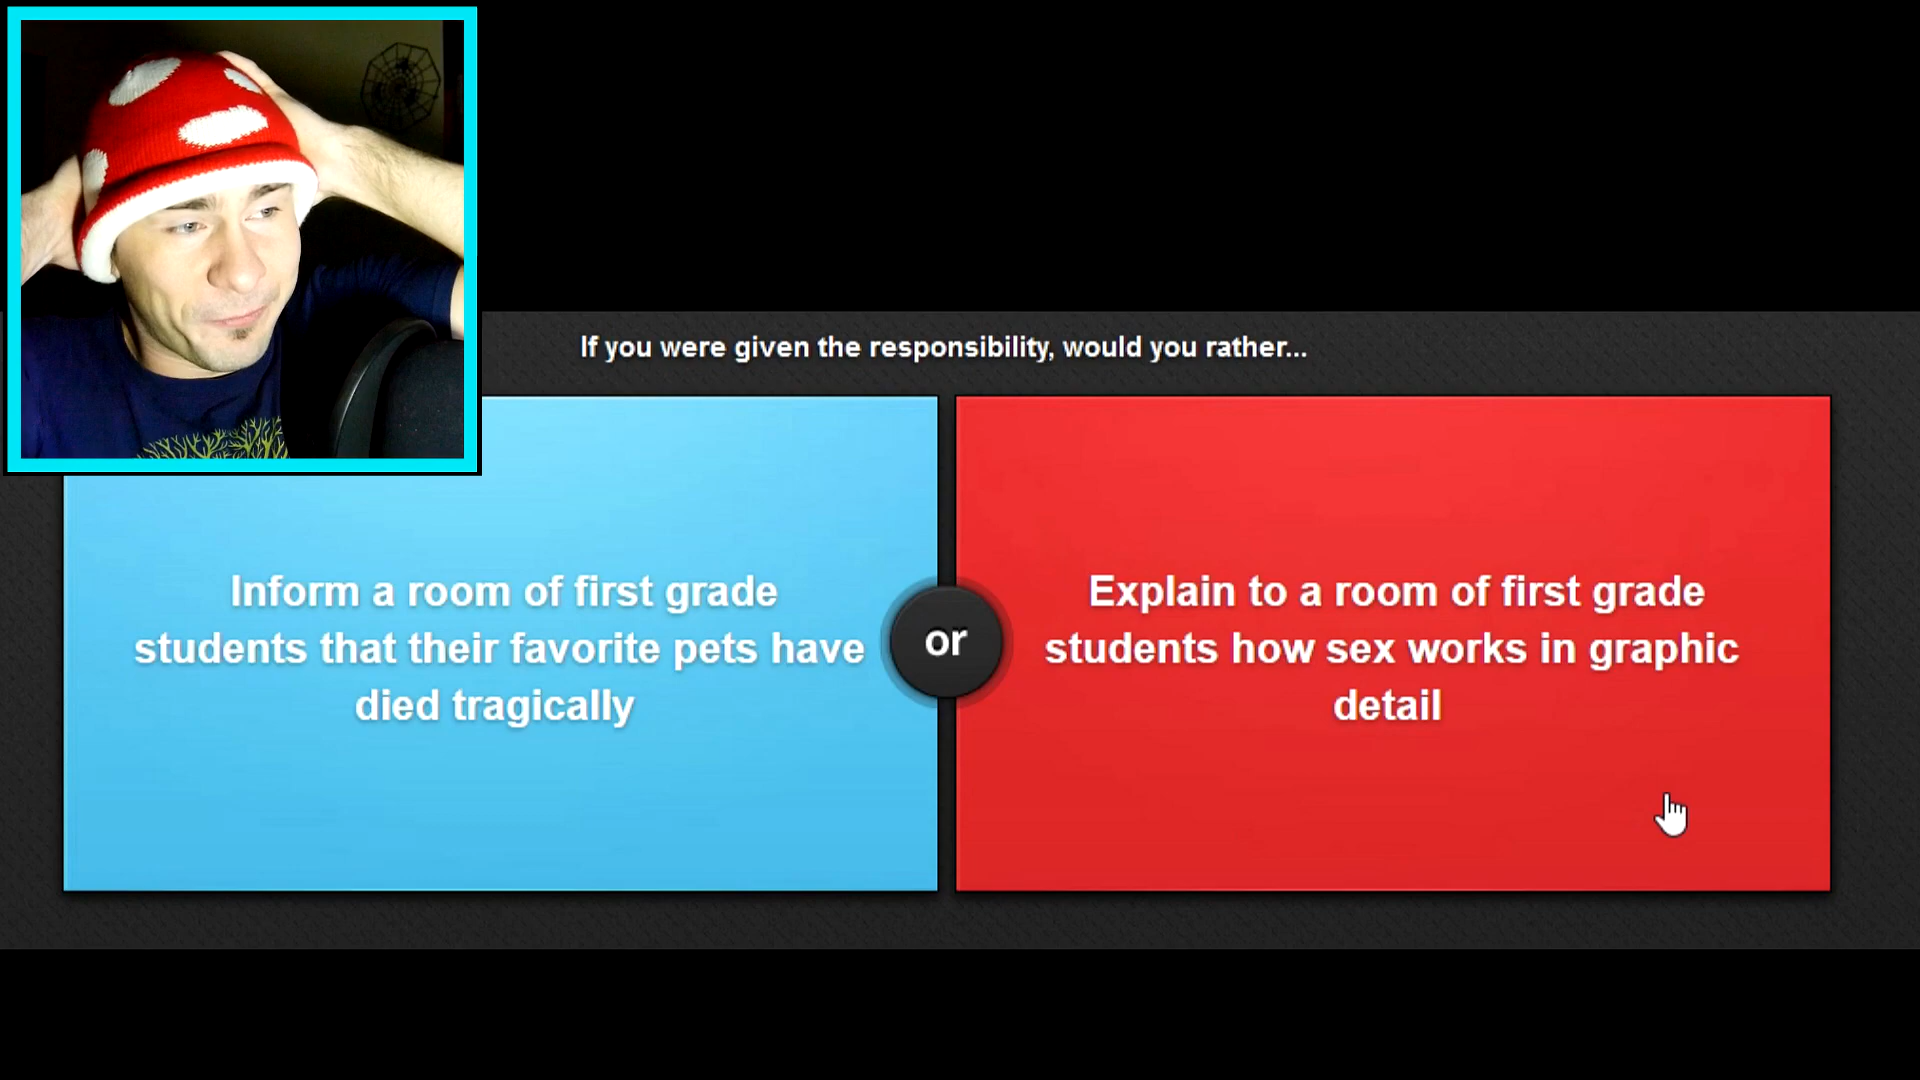 If you were given the responsibility, would you rather...
Inform a room of first grade
students that their favorite pets have
died tragically
or
Explain to a room of first grade
students how sex works in graphic
detail